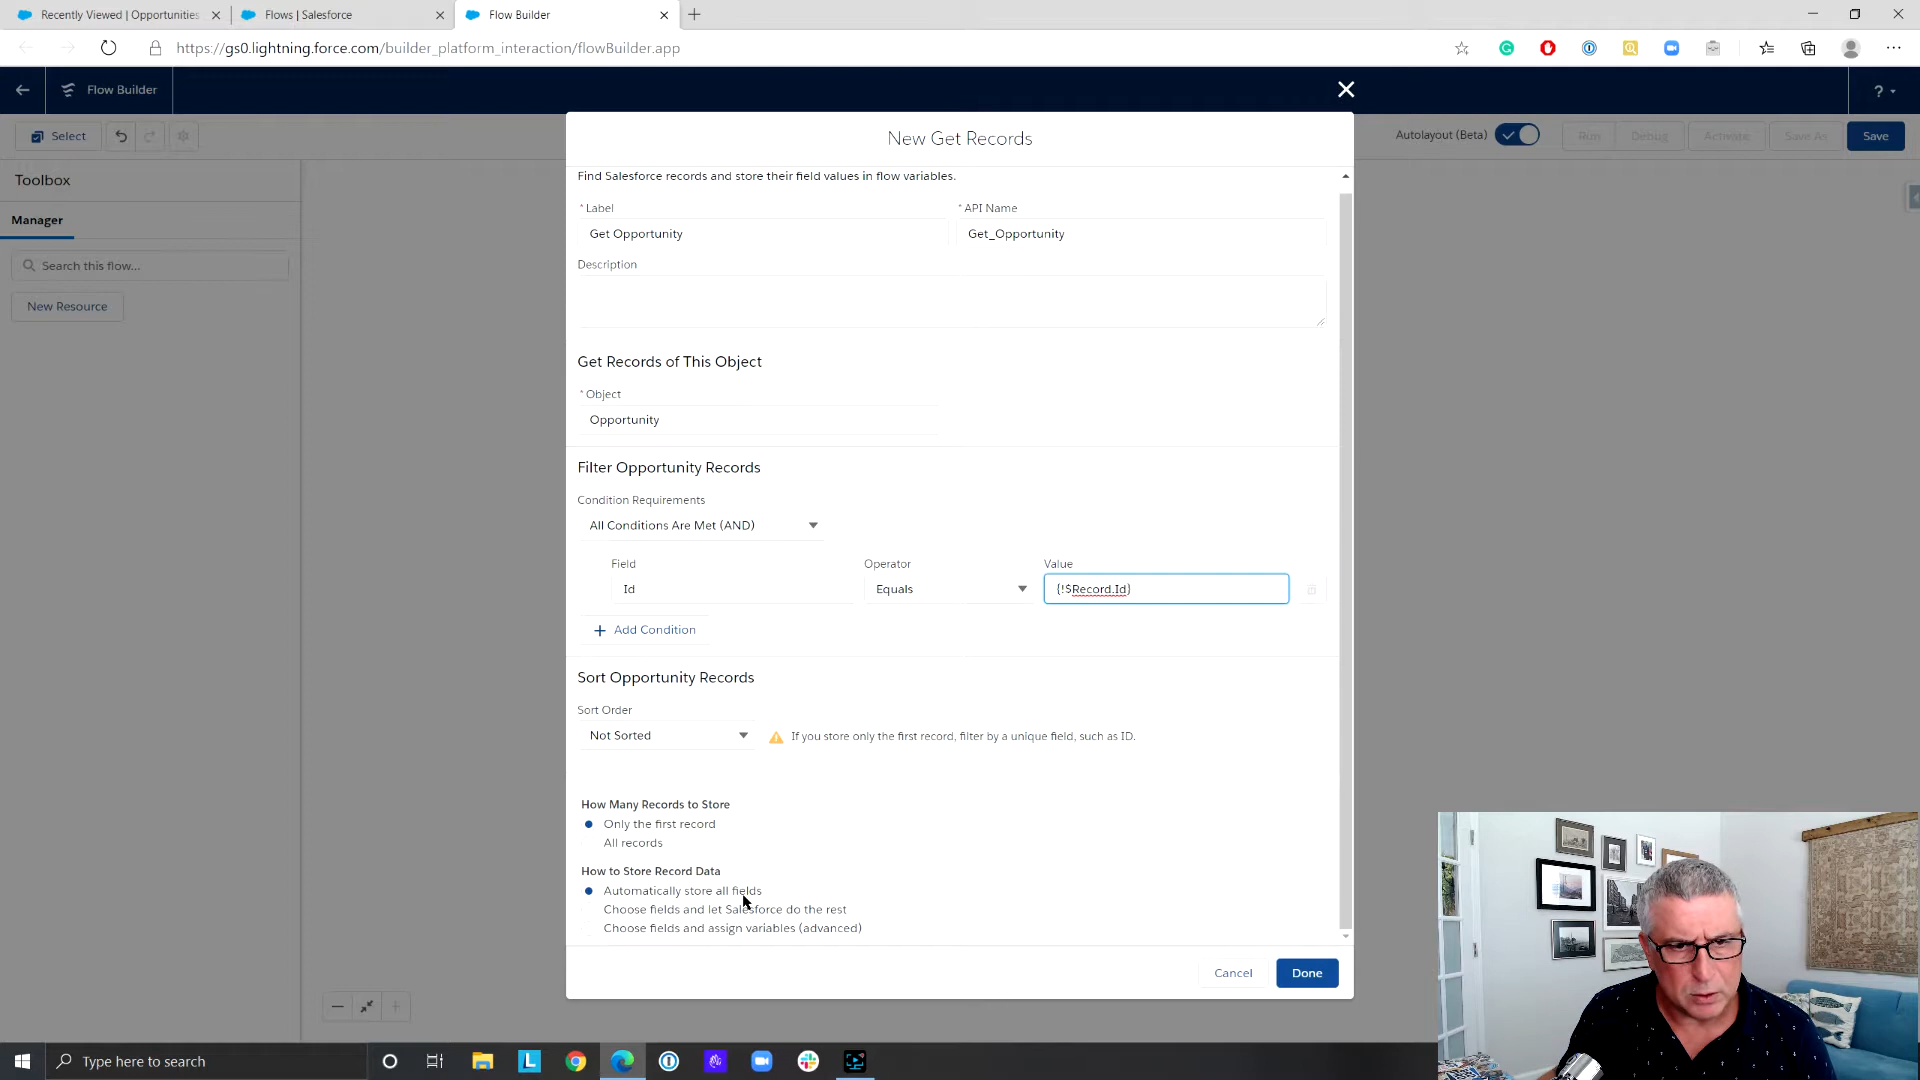 Recently Viewed | Opportunities
Flows | Salesforce
Flow Builder
https://gs0.lightning.force.com/builder_platform_interaction/flowBuilder.app
Flow Builder
?
Select
Autolayout (Beta)
Run
Debug
Activate
Save As
Save
Toolbox
Manager
Search this flow...
New Resource
New Get Records
Find Salesforce records and store their field values in flow variables.
* Label
* API Name
Get Opportunity
Get_Opportunity
Description
Get Records of This Object
* Object
Opportunity
Filter Opportunity Records
Condition Requirements
All Conditions Are Met (AND)
Field
Operator
Value
Id
Equals
{!$Record.Id}
+ Add Condition
Sort Opportunity Records
Sort Order
Not Sorted
If you store only the first record, filter by a unique field, such as ID.
How Many Records to Store
Only the first record
All records
How to Store Record Data
Automatically store all fields
Choose fields and let Salesforce do the rest
Choose fields and assign variables (advanced)
Cancel
Done
Type here to search